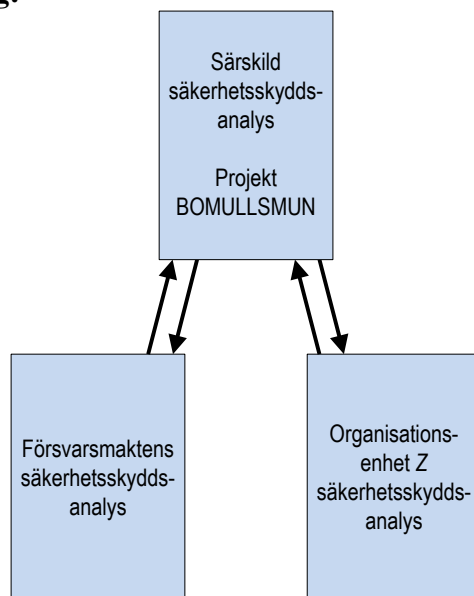 g.
Särskild
säkerhetsskydds-
analys
Projekt
BOMULLSMUN
Försvarsmaktens
säkerhetsskydds-
analys
Organisations-
enhet Z
säkerhetsskydds-
analys